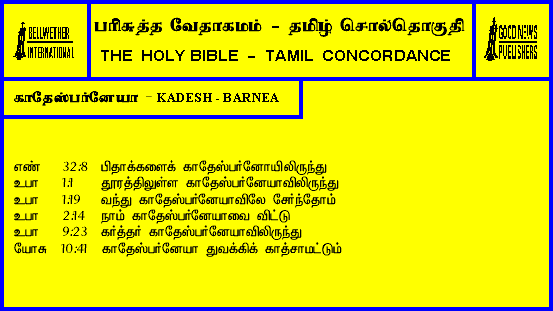 BELLWETHER
INTERNATIONAL
பரிசுத்த வேதாகமம் - தமிழ் சொல்தொகுதி
THE HOLY BIBLE - TAMIL CONCORDANCE
GOOD NEWS
PUBLISHERS
காதேஸ்பர்னேயா - KADESH - BARNEA
எண் 32:8 பிதாக்களைக் காதேஸ்பர்னோயிலிருந்து
உபா 1:1 தூரத்திலுள்ள காதேஸ்பர்னேயாவிலிருந்து
உபா 1:19 வந்து காதேஸ்பர்னேயாவிலே சேர்ந்தோம்
உபா 2:14 நாம் காதேஸ்பர்னேயாவை விட்டு
உபா 9:23 கர்த்தர் காதேஸ்பர்னேயாவிலிருந்து
யோசு 10:41 காதேஸ்பர்னேயா துவக்கிக் காத்சாமட்டும்